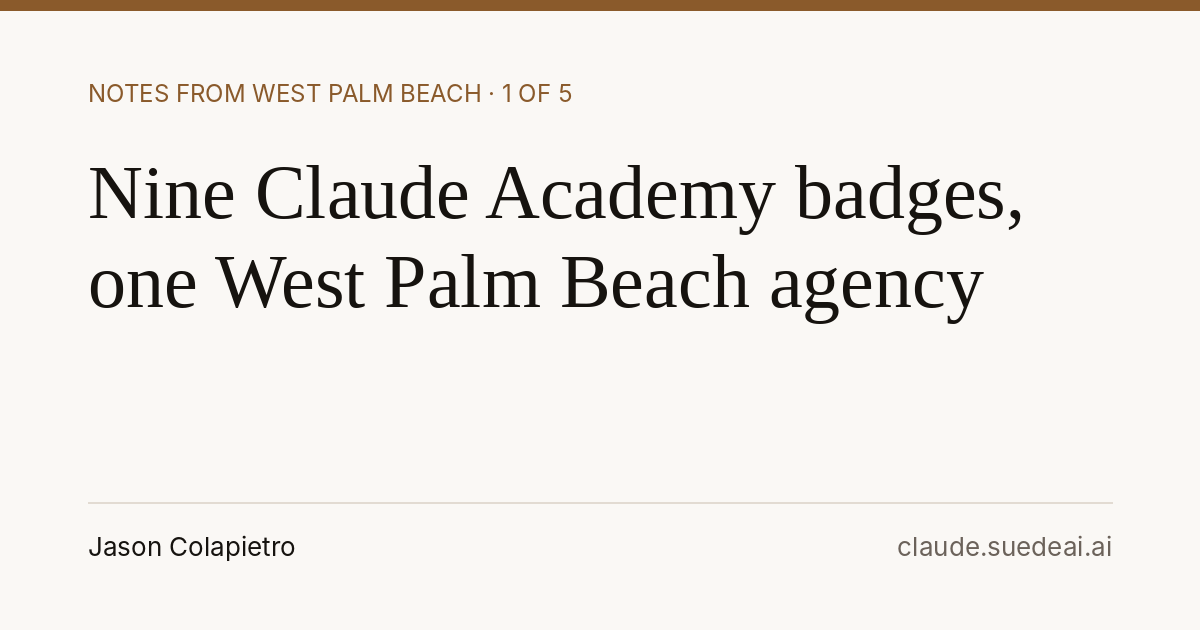 NOTES FROM WEST PALM BEACH · 1 OF 5
Nine Claude Academy badges,
one West Palm Beach agency
Jason Colapietro
claude.suedeai.ai